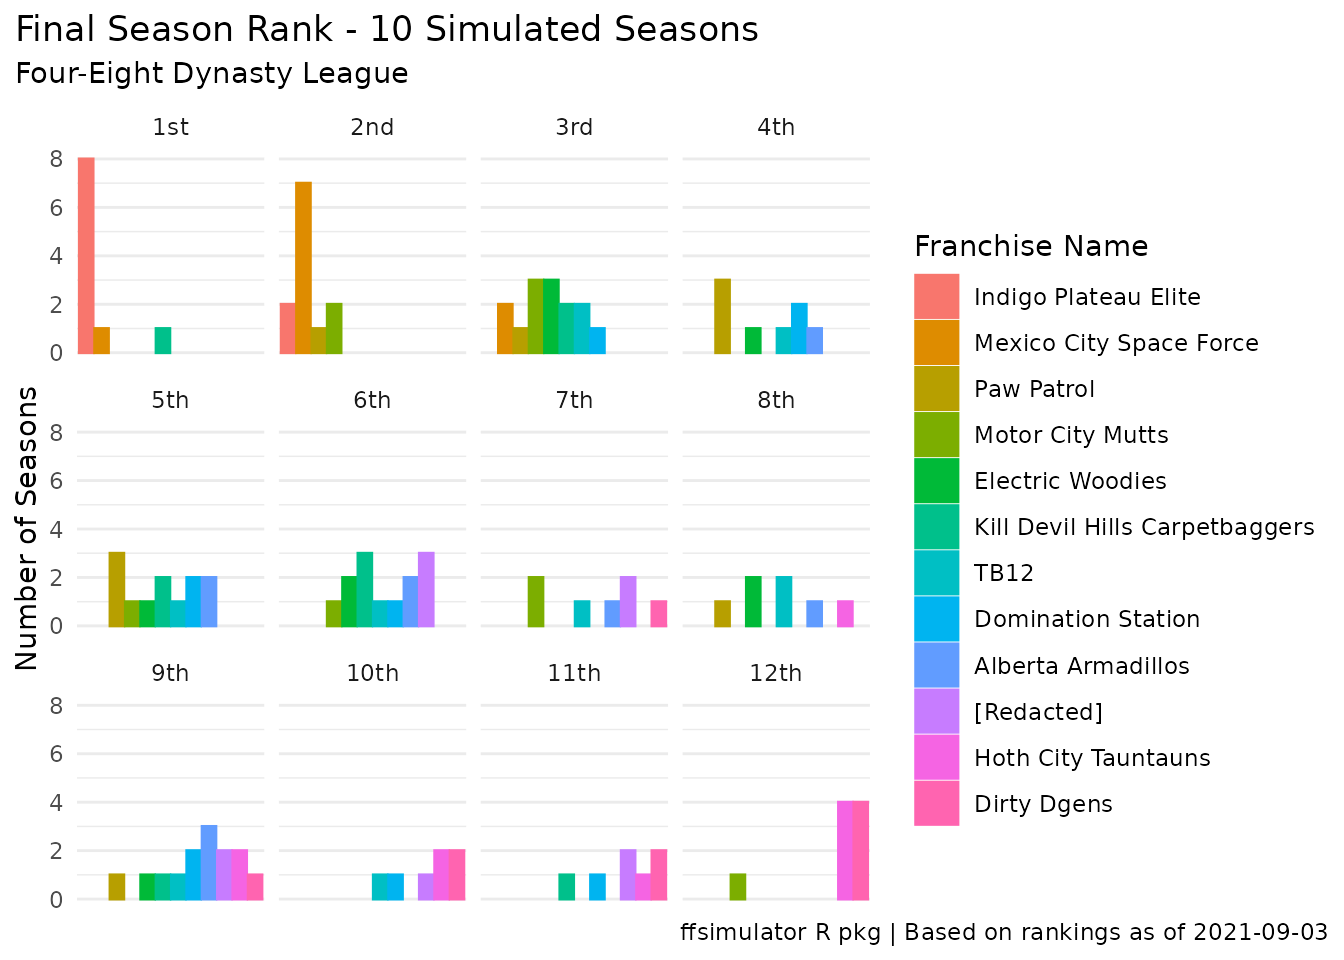 Final Season Rank - 10 Simulated Seasons
Four-Eight Dynasty League
1st 2nd 3rd 4th
8
6
4
2
0
5th 6th 7th 8th
8
6
4
2
0
9th 10th 11th 12th
8
6
4
2
0
Number of Seasons
Franchise Name
Indigo Plateau Elite
Mexico City Space Force
Paw Patrol
Motor City Mutts
Electric Woodies
Kill Devil Hills Carpetbaggers
TB12
Domination Station
Alberta Armadillos
[Redacted]
Hoth City Tauntauns
Dirty Dgens
ffsimulator R pkg | Based on rankings as of 2021-09-03